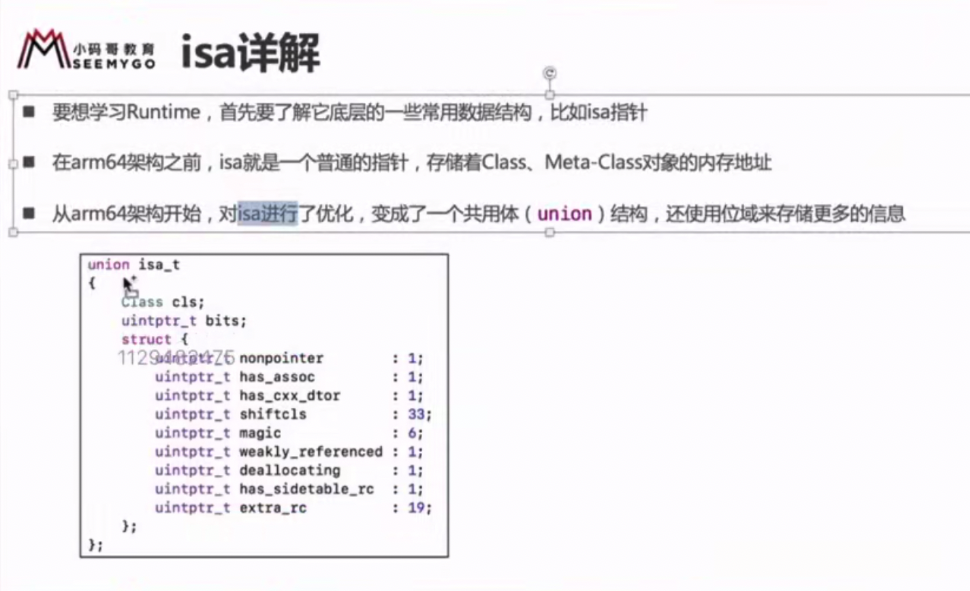 小码哥教育
SEEMYGO
isa详解
■ 要想学习Runtime，首先要了解它底层的一些常用数据结构，比如isa指针
■ 在arm64架构之前，isa就是一个普通的指针，存储着Class、Meta-Class对象的内存地址
■ 从arm64架构开始，对isa进行了优化，变成了一个共用体（union）结构，还使用位域来存储更多的信息
union isa_t
{
Class cls;
uintptr_t bits;
struct {
1129483475
uintptr_t nonpointer : 1;
uintptr_t has_assoc : 1;
uintptr_t has_cxx_dtor : 1;
uintptr_t shiftcls : 33;
uintptr_t magic : 6;
uintptr_t weakly_referenced : 1;
uintptr_t deallocating : 1;
uintptr_t has_sidetable_rc : 1;
uintptr_t extra_rc : 19;
};
};